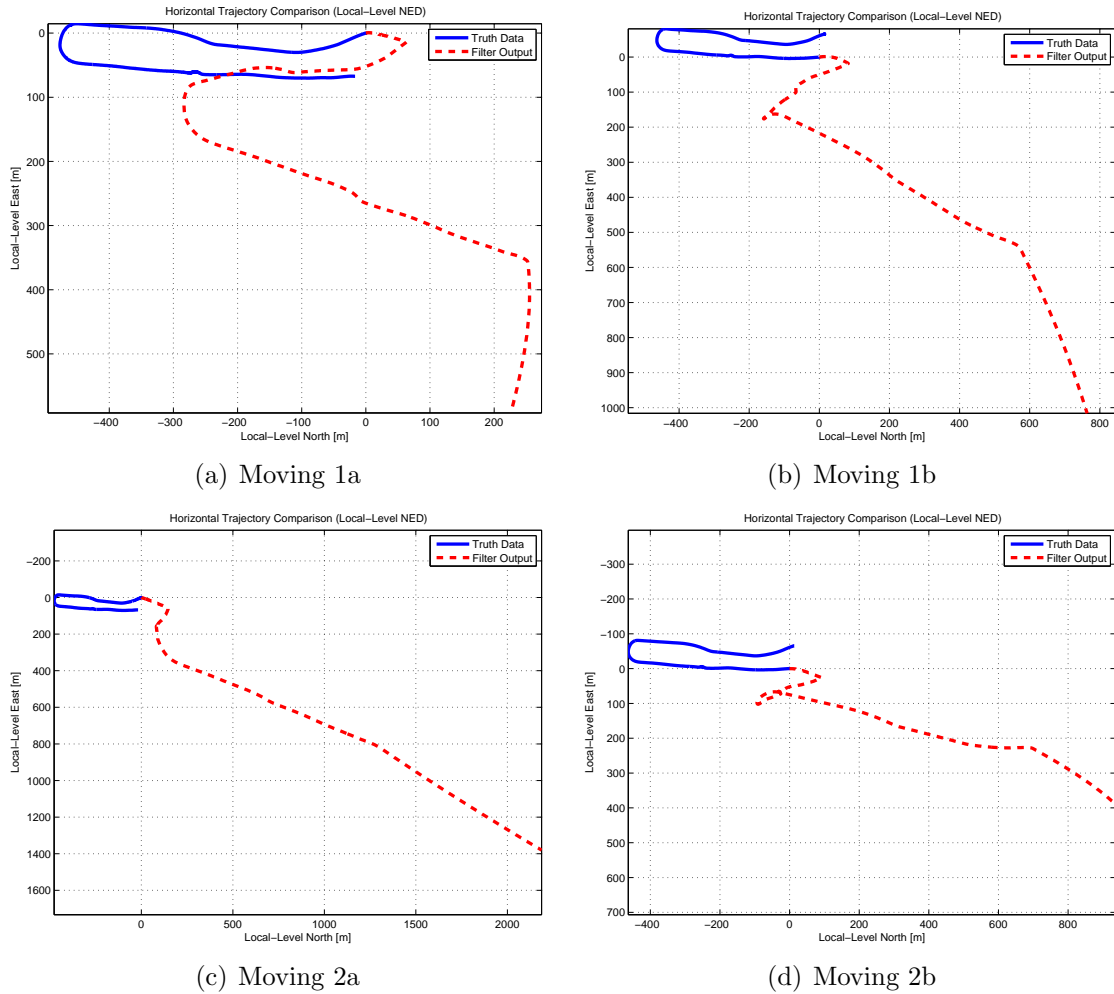 Horizontal Trajectory Comparison (Local−Level NED)
Truth Data
Filter Output
0
100
200
300
400
500
Local−Level East [m]
−400 −300 −200 −100 0 100 200
Local−Level North [m]
(a) Moving 1a
Truth Data
Filter Output
0
100
200
300
400
500
600
700
800
900
1000
Local−Level East [m]
−400 −200 0 200 400 600 800
Local−Level North [m]
Horizontal Trajectory Comparison (Local−Level NED)
(b) Moving 1b
Horizontal Trajectory Comparison (Local−Level NED)
Truth Data
Filter Output
−200
0
200
400
600
800
1000
1200
1400
1600
Local−Level East [m]
0 500 1000 1500 2000
Local−Level North [m]
(c) Moving 2a
Horizontal Trajectory Comparison (Local−Level NED)
Truth Data
Filter Output
−300
−200
−100
0
100
200
300
400
500
600
700
Local−Level East [m]
−400 −200 0 200 400 600 800
Local−Level North [m]
(d) Moving 2b